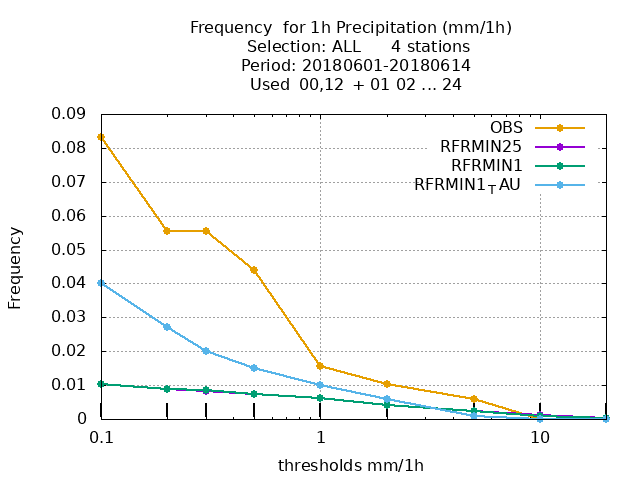 Frequency  for 1h Precipitation (mm/1h)
Selection: ALL      4 stations
Period: 20180601-20180614
Used  00,12  + 01 02 ... 24
0.09
0.08
0.07
0.06
0.05
0.04
0.03
0.02
0.01
0
Frequency
OBS
RFRMIN25
RFRMIN1
RFRMIN1TAU
0.1
1
10
thresholds mm/1h